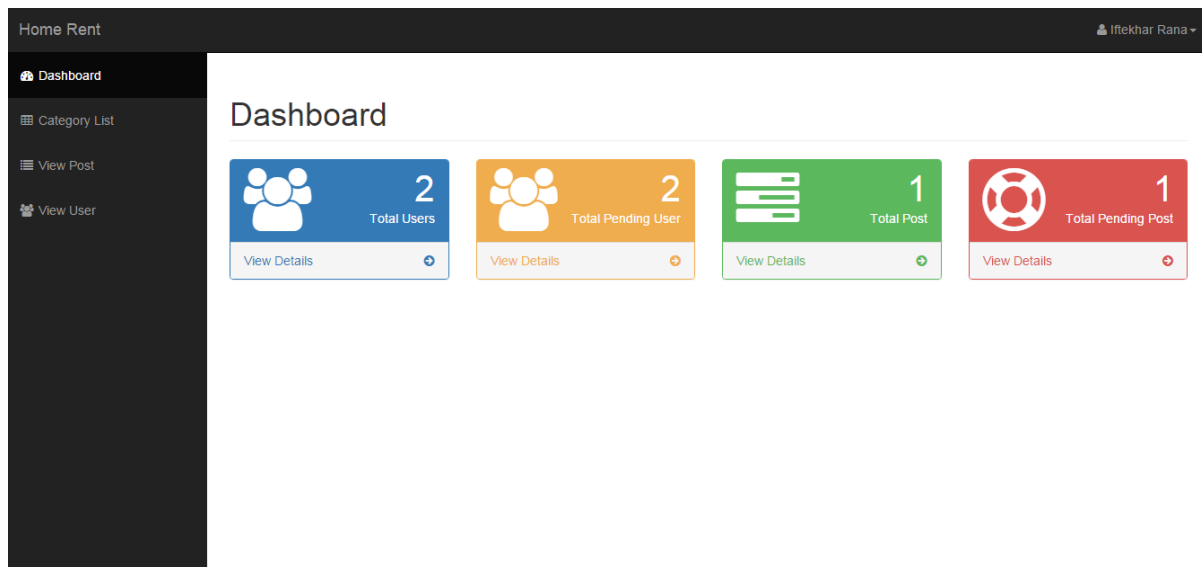 Home Rent
Iftekhar Rana
Dashboard
Category List
View Post
View User
Dashboard
2
Total Users
View Details
2
Total Pending User
View Details
1
Total Post
View Details
1
Total Pending Post
View Details